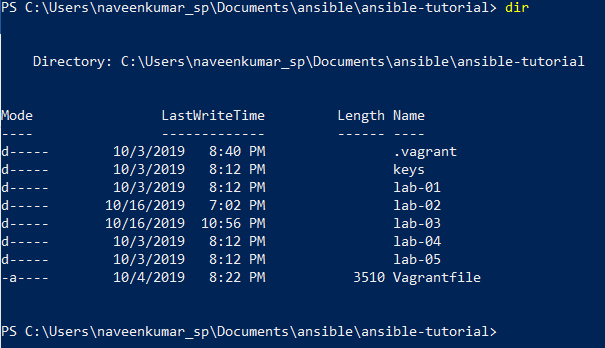 PS C:\Users\naveenkumar_sp\Documents\ansible\ansible-tutorial> dir
Directory: C:\Users\naveenkumar_sp\Documents\ansible\ansible-tutorial
Mode                LastWriteTime         Length Name
----                -------------         ------ ----
d-----        10/3/2019   8:40 PM                .vagrant
d-----        10/3/2019   8:12 PM                keys
d-----        10/3/2019   8:12 PM                lab-01
d-----       10/16/2019   7:02 PM                lab-02
d-----       10/16/2019  10:56 PM                lab-03
d-----        10/3/2019   8:12 PM                lab-04
d-----        10/3/2019   8:12 PM                lab-05
-a----        10/4/2019   8:22 PM           3510 Vagrantfile
PS C:\Users\naveenkumar_sp\Documents\ansible\ansible-tutorial>